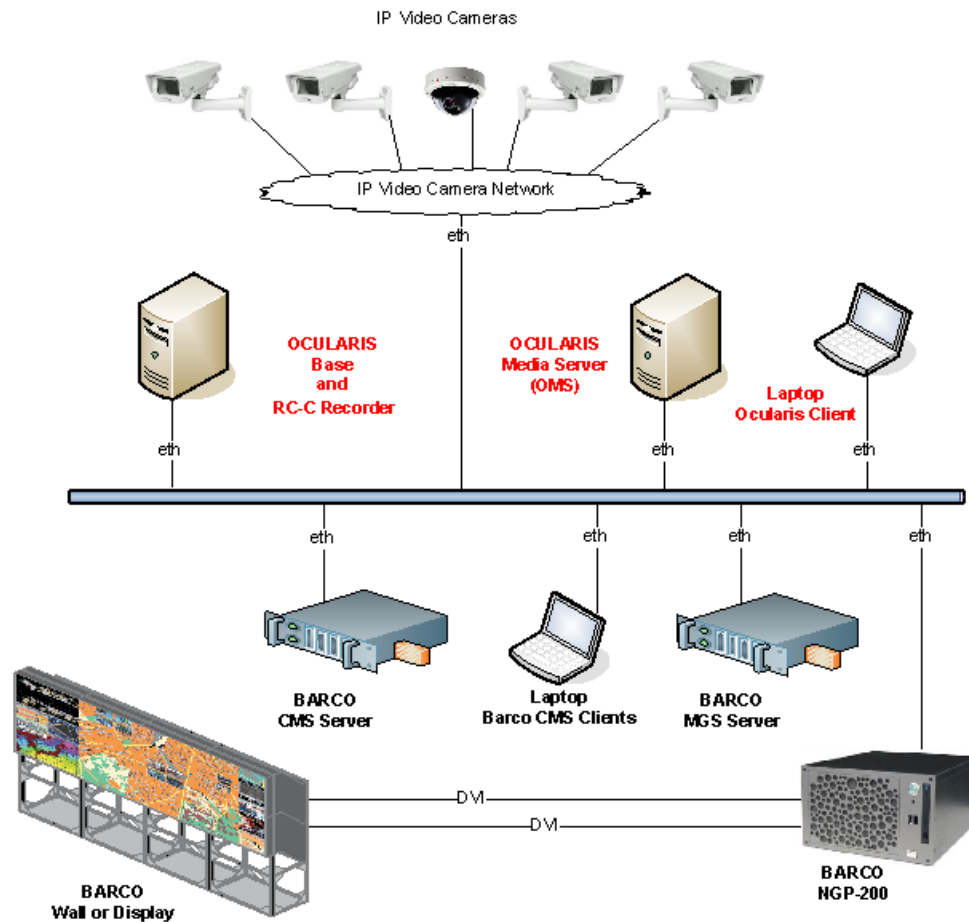 IP Video Cameras
IP Video Camera Network
eth
OCULARIS
Base
and
RC-C Recorder
OCULARIS
Media Server
(OMS)
Laptop
Ocularis Client
eth
eth
eth
eth
eth
eth
eth
BARCO
CMS Server
Laptop
Barco CMS Clients
BARCO
MGS Server
DVI
DVI
BARCO
Wall or Display
BARCO
NGP-200